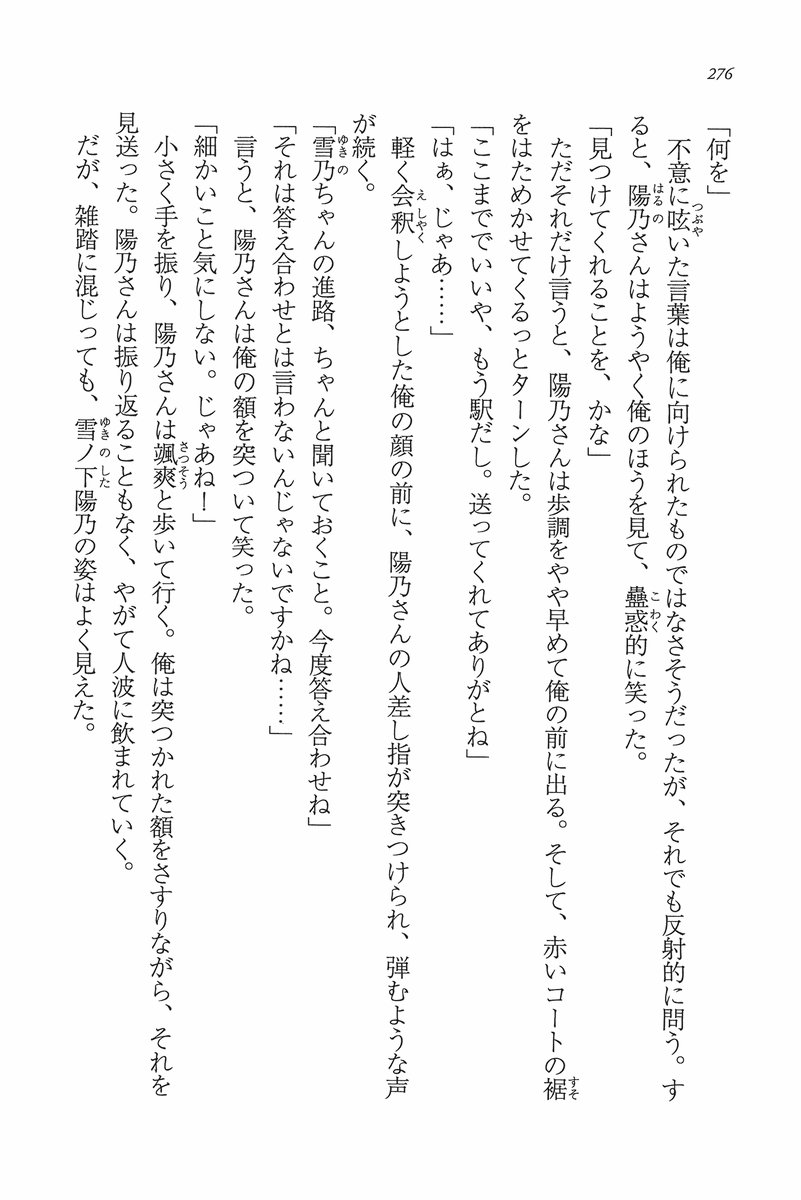 276
「何を」
不意に呟いた言葉は俺に向けられたものではなさそうだったが、それでも反射的に問う。す
ると、陽乃さんはようやく俺のほうを見て、蠱惑的に笑った。
「見つけてくれることを、かな」
ただそれだけ言うと、陽乃さんは歩調をやや早めて俺の前に出る。そして、赤いコートの裾
をはためかせてくるっとターンした。
「ここまででいいや、もう駅だし。送ってくれてありがとね」
「はぁ、じゃあ……」
軽く会釈しようとした俺の顔の前に、陽乃さんの人差し指が突きつけられ、弾むような声
が続く。
「雪乃ちゃんの進路、ちゃんと聞いておくこと。今度答え合わせね」
「それは答え合わせとは言わないんじゃないですかね……」
言うと、陽乃さんは俺の額を突ついて笑った。
「細かいこと気にしない。じゃあね！」
小さく手を振り、陽乃さんは颯爽と歩いて行く。俺は突つかれた額をさすりながら、それを
見送った。陽乃さんは振り返ることもなく、やがて人波に飲まれていく。
だが、雑踏に混じっても、雪ノ下陽乃の姿はよく見えた。